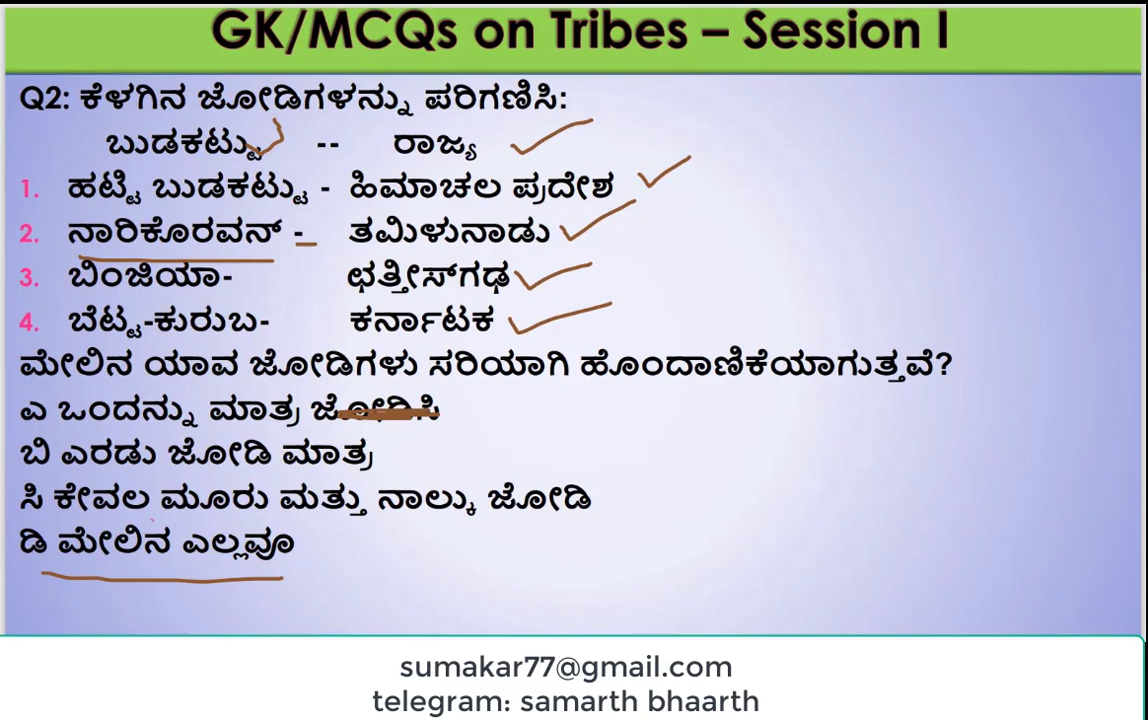 GK/MCQs on Tribes – Session I
Q2: ಕೆಳಗಿನ ಜೋಡಿಗಳನ್ನು ಪರಿಗಣಿಸಿ:
ಬುಡಕಟ್ಟು -- ರಾಜ್ಯ
1. ಹಟ್ಟಿ ಬುಡಕಟ್ಟು - ಹಿಮಾಚಲ ಪ್ರದೇಶ
2. ನಾರಿಕೊರವನ್ - ತಮಿಳುನಾಡು
3. ಬಿಂಜಿಯಾ- ಛತ್ತೀಸ್‌ಗಢ
4. ಬೆಟ್ಟ-ಕುರುಬ- ಕರ್ನಾಟಕ
ಮೇಲಿನ ಯಾವ ಜೋಡಿಗಳು ಸರಿಯಾಗಿ ಹೊಂದಾಣಿಕೆಯಾಗುತ್ತವೆ?
ಎ ಒಂದನ್ನು ಮಾತ್ರ ಜೋಡಿಸಿ
ಬಿ ಎರಡು ಜೋಡಿ ಮಾತ್ರ
ಸಿ ಕೇವಲ ಮೂರು ಮತ್ತು ನಾಲ್ಕು ಜೋಡಿ
ಡಿ ಮೇಲಿನ ಎಲ್ಲವೂ
sumakar77@gmail.com
telegram: samarth bhaarth